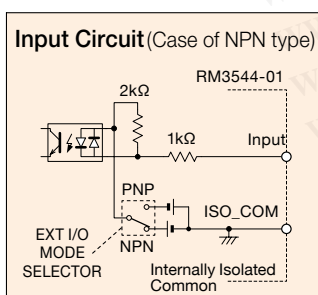 Input Circuit (Case of NPN type)
RM3544-01
2kΩ
1kΩ
Input
PNP
ISO_COM
EXT I/O
MODE
SELECTOR
NPN
Internally Isolated
Common